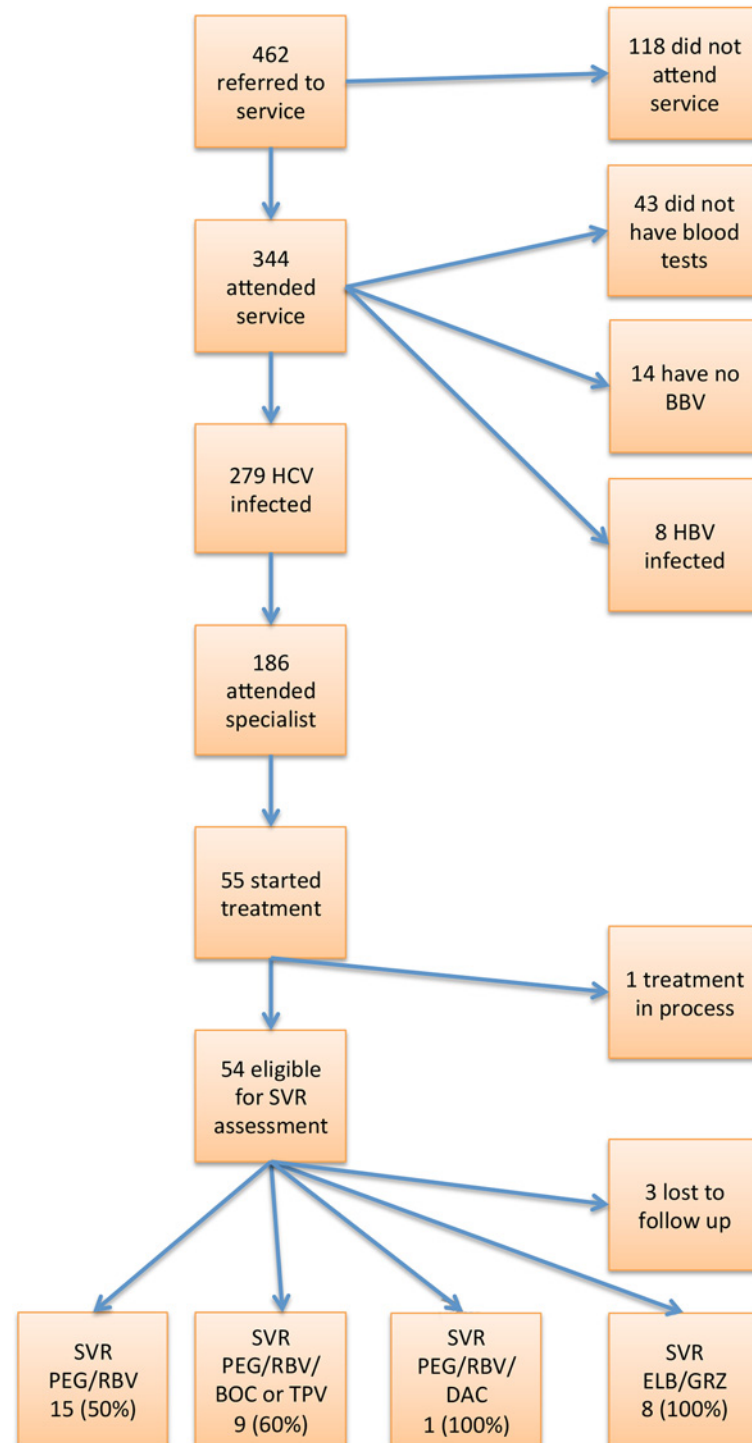 462
referred to
service
118 did not
attend
service
344
attended
service
43 did not
have blood
tests
14 have no
BBV
8 HBV
infected
279 HCV
infected
186
attended
specialist
55 started
treatment
1 treatment
in process
54 eligible
for SVR
assessment
3 lost to
follow up
SVR
PEG/RBV
15 (50%)
SVR
PEG/RBV/
BOC or TPV
9 (60%)
SVR
PEG/RBV/
DAC
1 (100%)
SVR
ELB/GRZ
8 (100%)